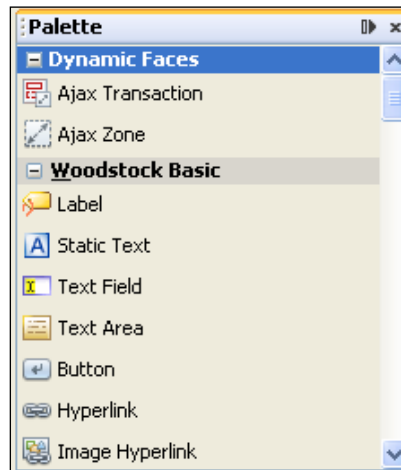 Palette
Dynamic Faces
Ajax Transaction
Ajax Zone
Woodstock Basic
Label
Static Text
Text Field
Text Area
Button
Hyperlink
Image Hyperlink